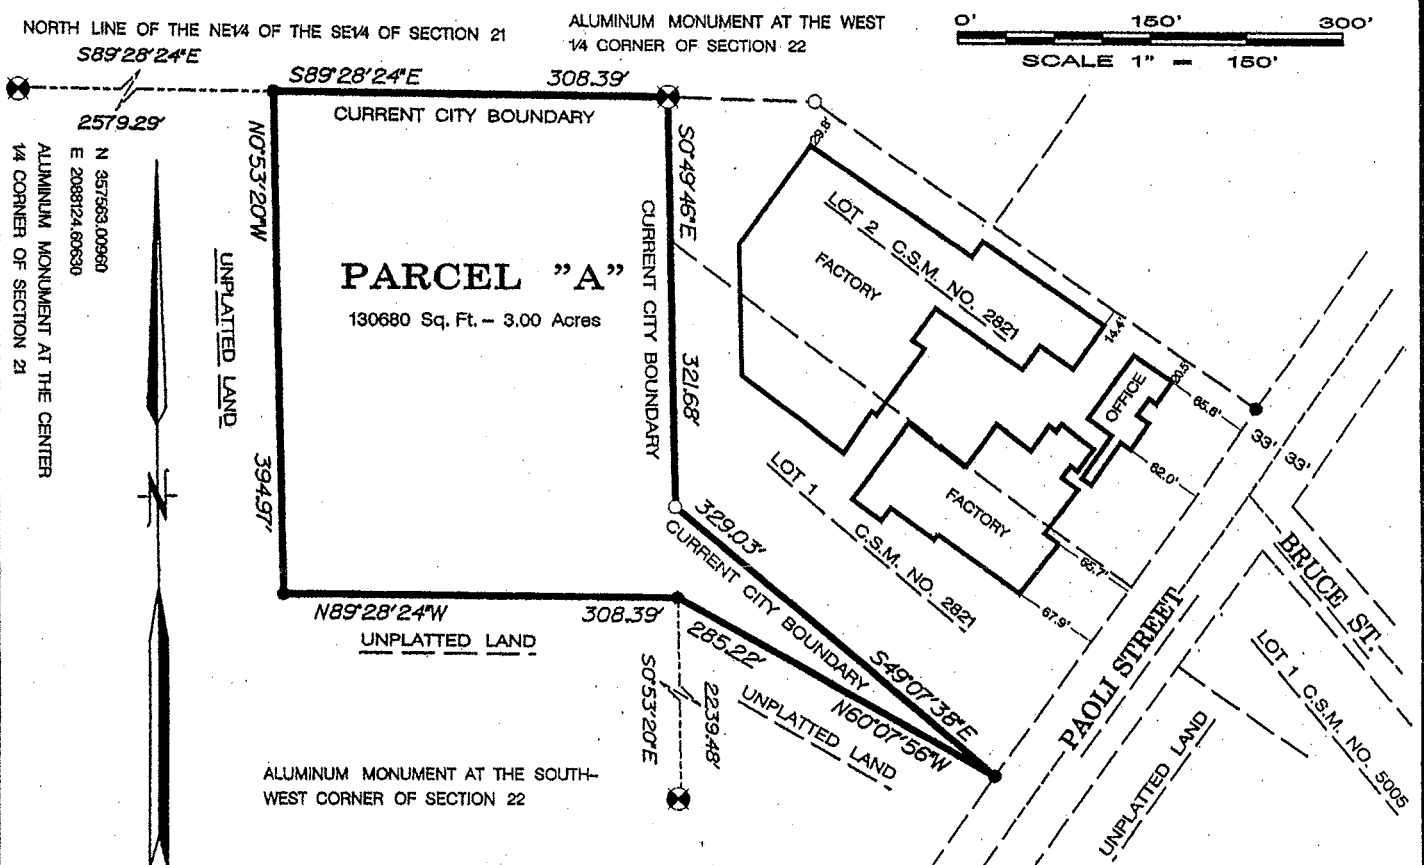 NORTH LINE OF THE NE1/4 OF THE SE1/4 OF SECTION 21
S89°28'24"E
2579.29'
ALUMINUM MONUMENT AT THE WEST
1/4 CORNER OF SECTION 22
0' 150' 300'
SCALE 1" = 150'
S89°28'24"E 308.39'
CURRENT CITY BOUNDARY
N 357563.00960
E 2088124.60630
ALUMINUM MONUMENT AT THE CENTER
1/4 CORNER OF SECTION 21
N0°53'20"W
394.97'
UNPLATTED LAND
PARCEL "A"
130680 Sq. Ft. - 3.00 Acres
S0°49'46"E
321.68'
CURRENT CITY BOUNDARY
29.8'
LOT 2 C.S.M. NO. 2821
FACTORY
14.4'
OFFICE
20.5'
65.8'
33' 33'
62.0'
FACTORY
65.7'
67.9'
LOT 1 C.S.M. NO. 2821
329.03'
S49°07'38"E
CURRENT CITY BOUNDARY
285.22'
N60°07'56"W
UNPLATTED LAND
N89°28'24"W 308.39'
UNPLATTED LAND
S0°53'20"E
2239.48'
ALUMINUM MONUMENT AT THE SOUTH-
WEST CORNER OF SECTION 22
PAOLI STREET
BRUCE ST.
LOT 1 C.S.M. NO. 5005
UNPLATTED LAND